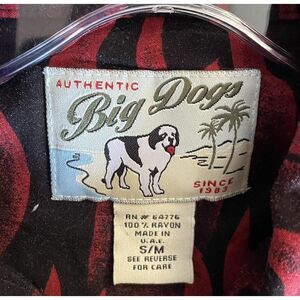 AUTHENTIC
Big Dogs
SINCE
1983
RN # 64776
100% RAYON
MADE IN
U.A.E.
S/M
SEE REVERSE
FOR CARE